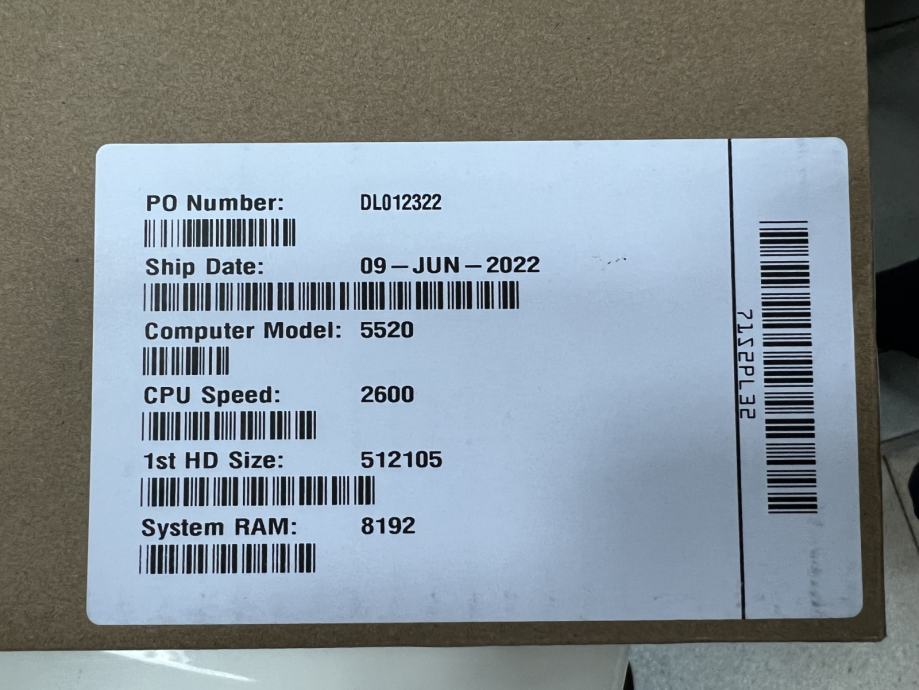 PO Number: DL012322
Ship Date: 09-JUN-2022
Computer Model: 5520
CPU Speed: 2600
1st HD Size: 512105
System RAM: 8192